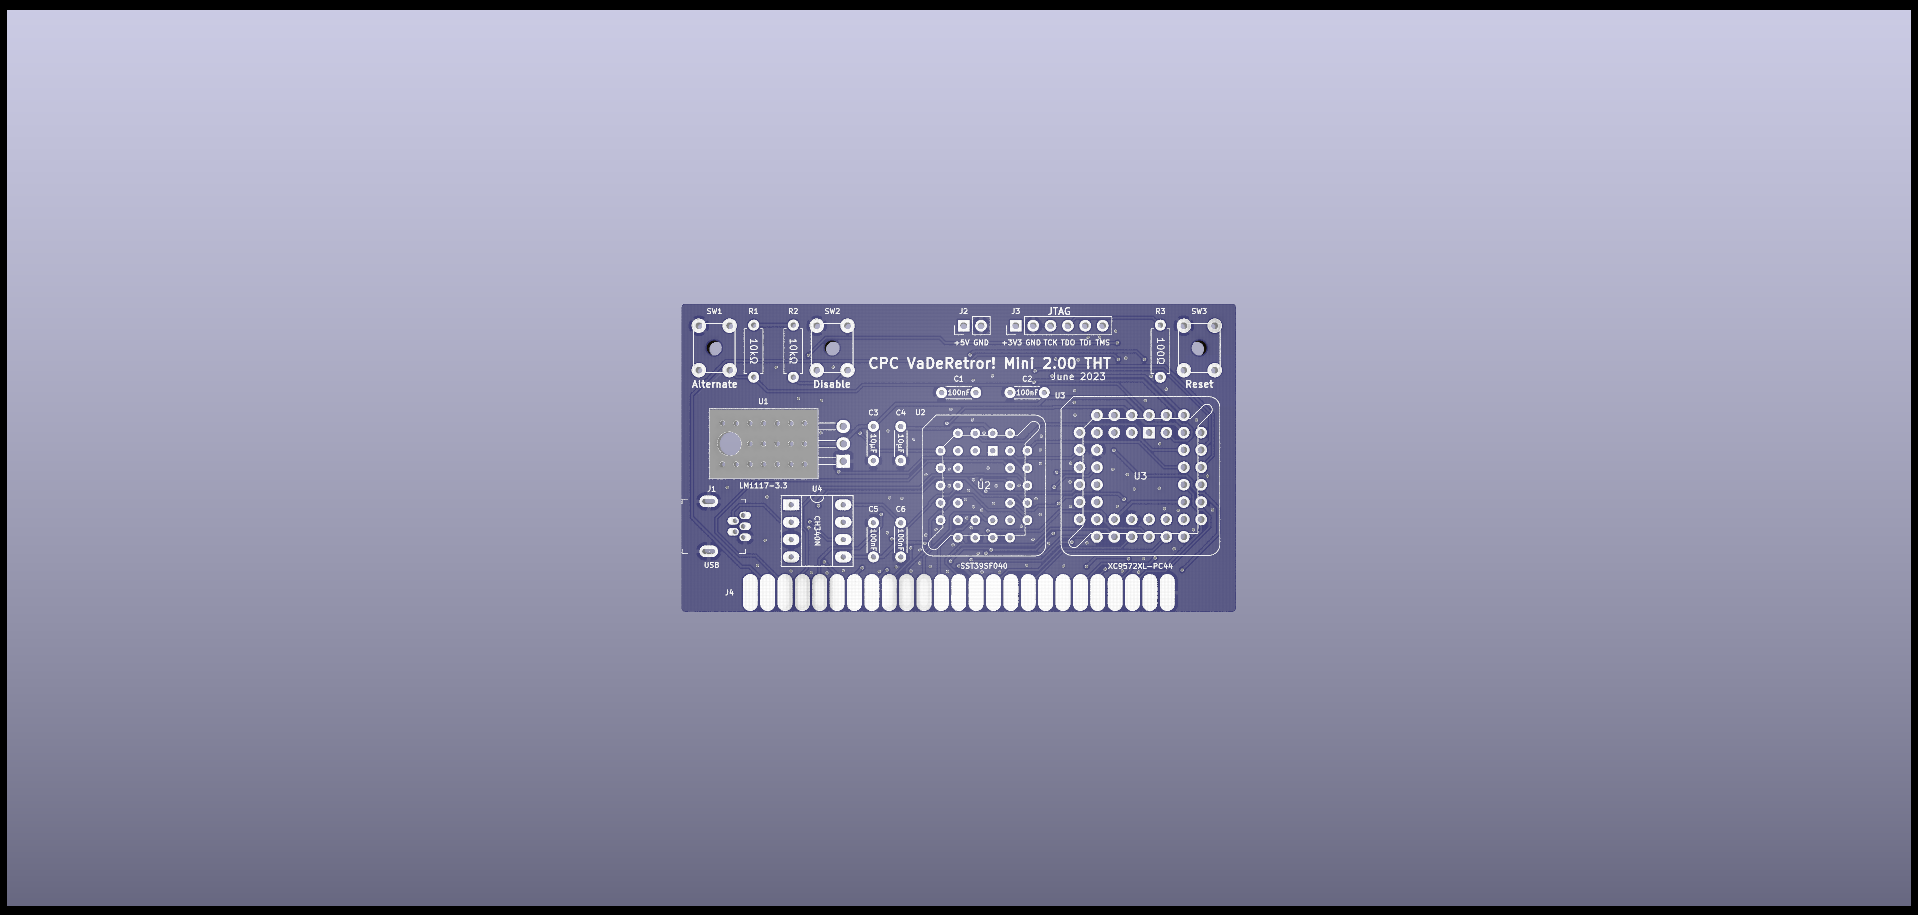 SW1 R1 R2 SW2 J2 J3 JTAG R3 SW3
10kΩ 10kΩ 100Ω
+5V GND +3V3 GND TCK TDO TDI TMS
CPC VaDeRetror! Mini 2.00 THT
June 2023
Alternate Disable Reset
C1 C2
100nF 100nF
U3
U1
C3 C4 U2
10µF 10µF
U3
U2
LM1117-3.3
J1 U4
C5 C6
CH340N 100nF 100nF
USB SST39SF040 XC9572XL-PC44
J4